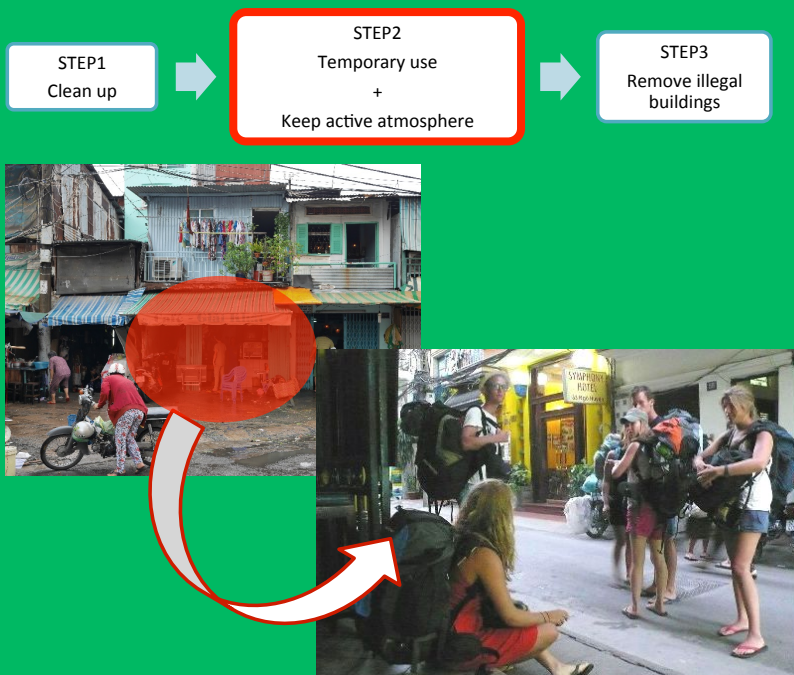 STEP1
Clean up
STEP2
Temporary use
+
Keep active atmosphere
STEP3
Remove illegal
buildings
SYMPHONY
HOTEL